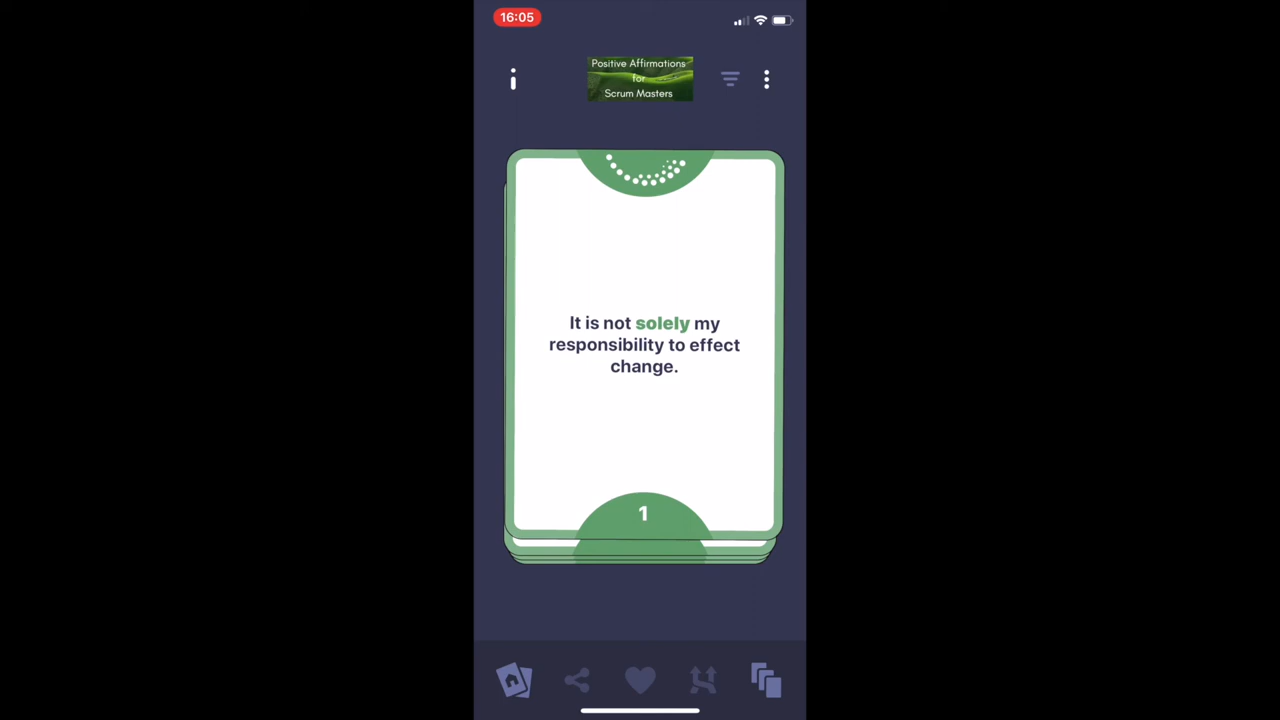 16:05
Positive Affirmations
for
Scrum Masters
It is not solely my
responsibility to effect
change.
1